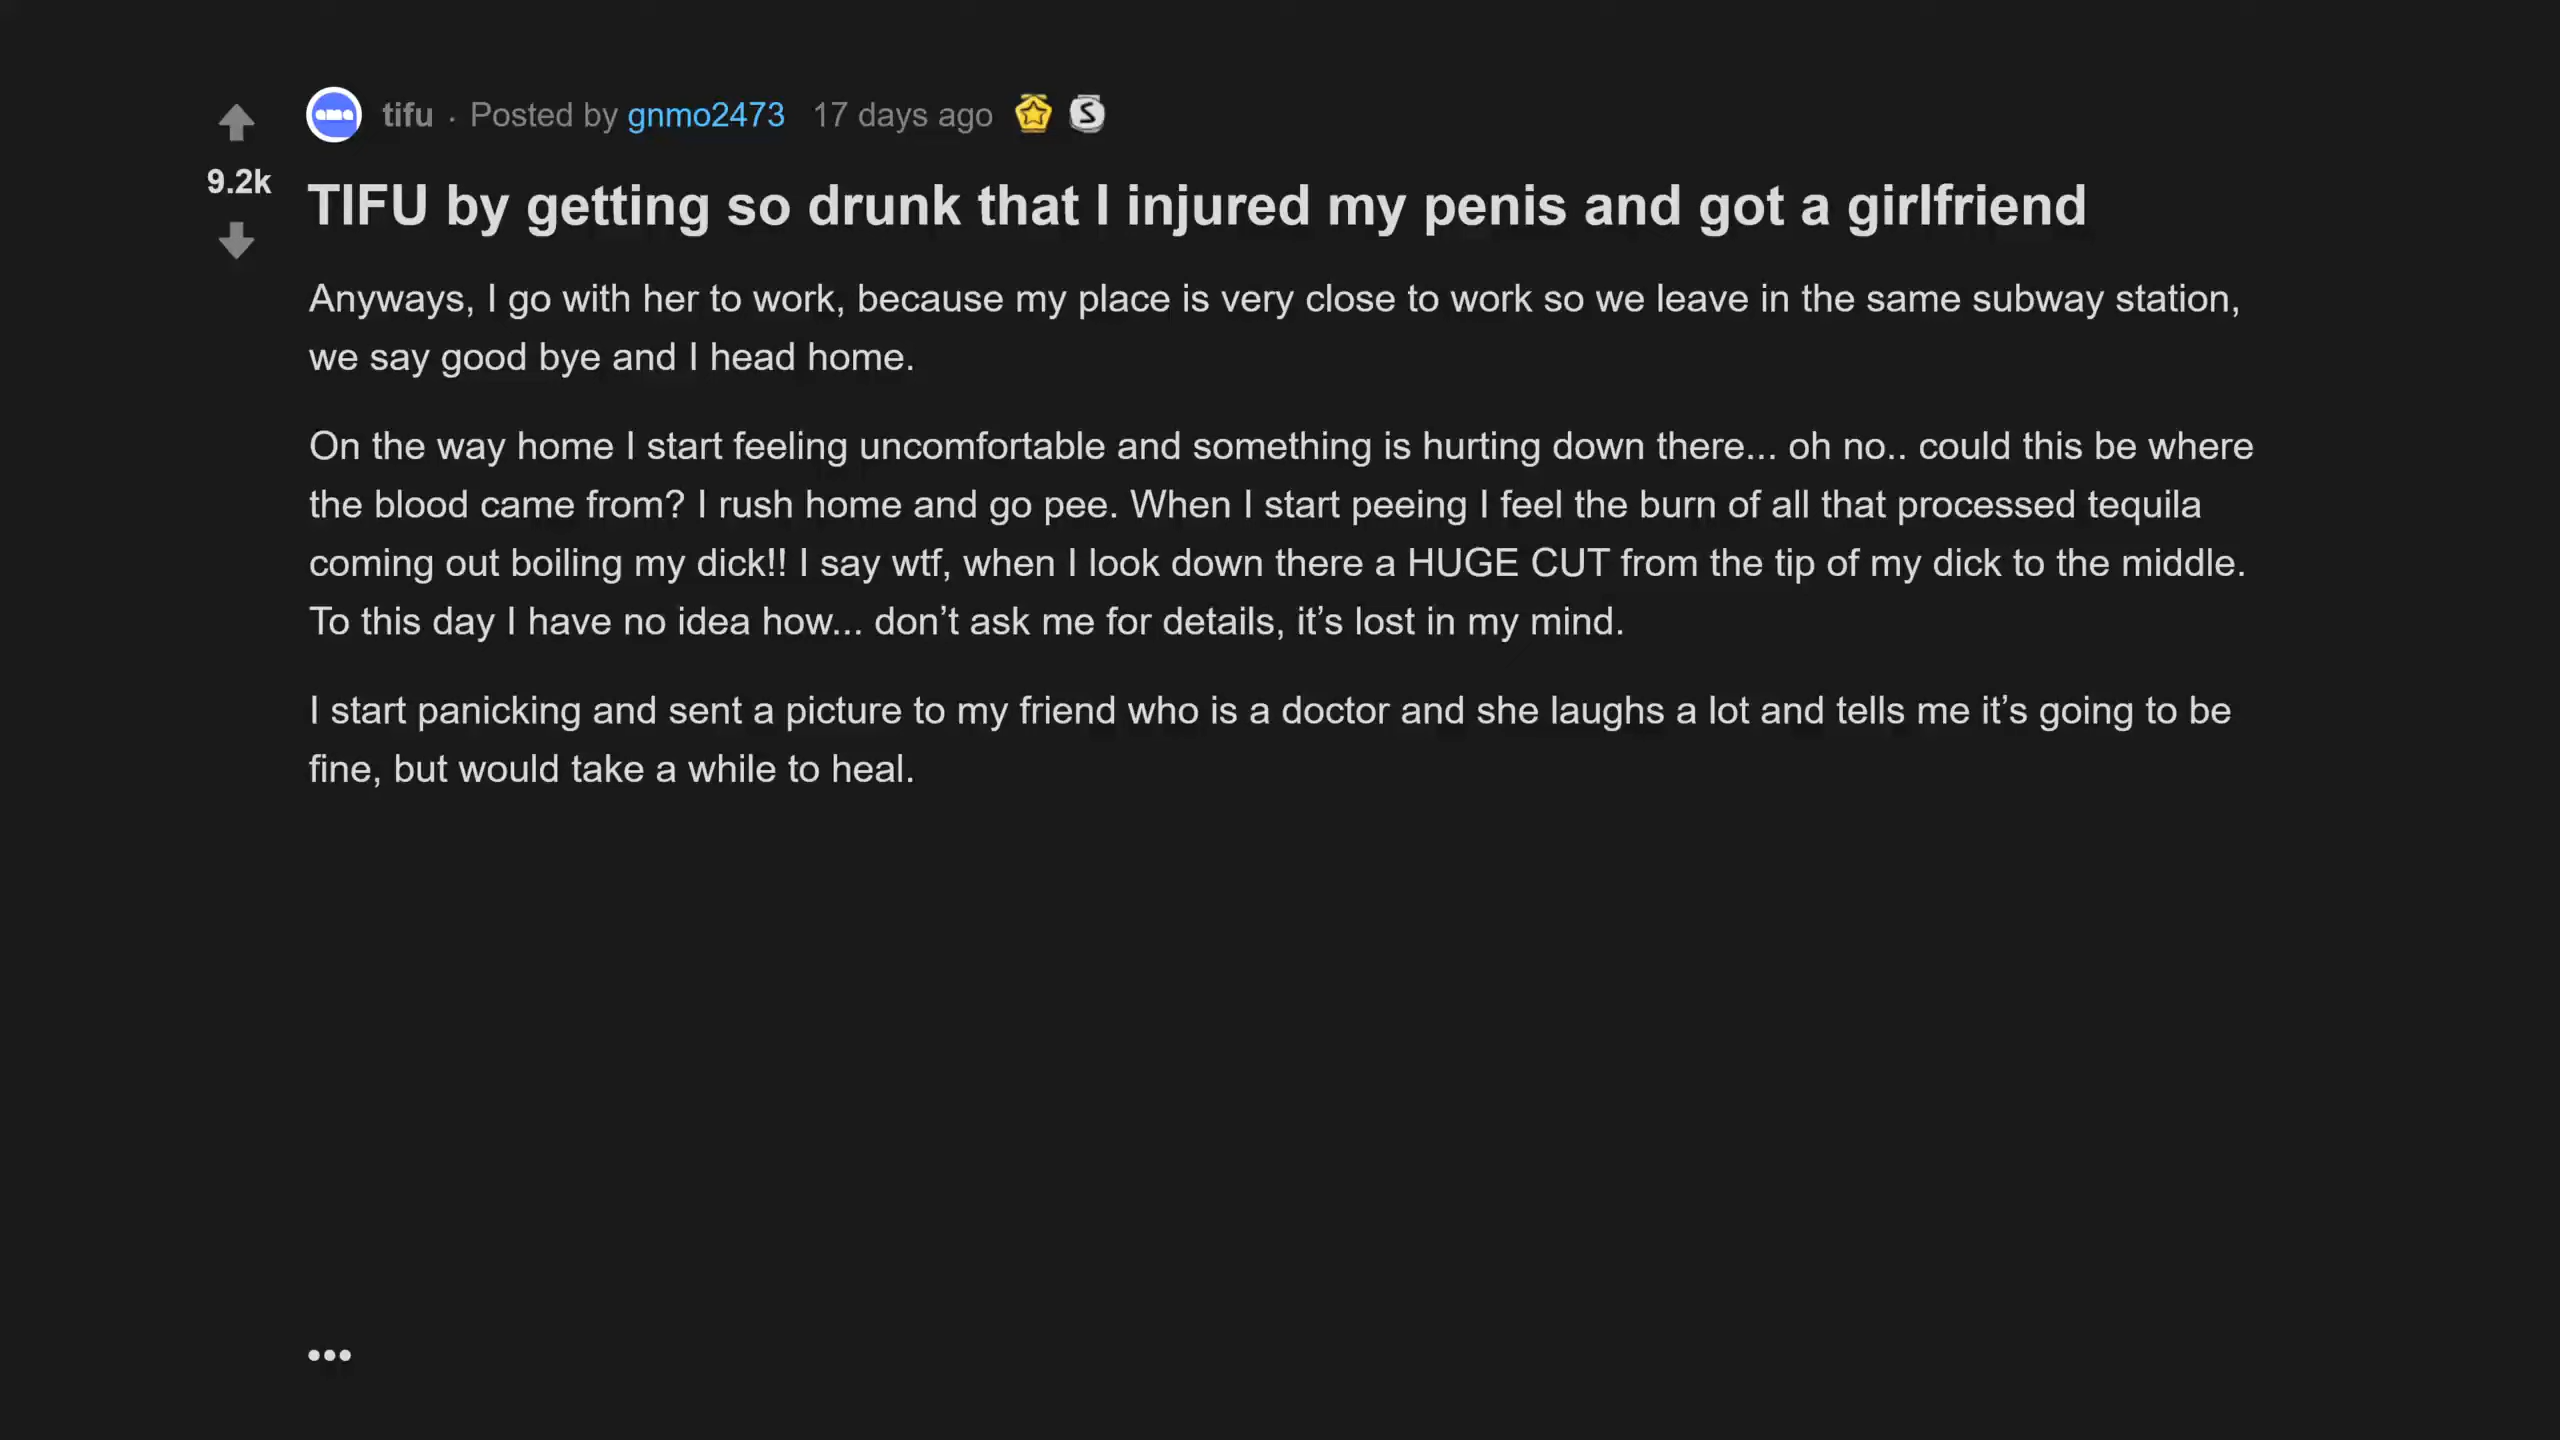 tifu · Posted by gnmo2473 17 days ago
9.2k
TIFU by getting so drunk that I injured my penis and got a girlfriend
Anyways, I go with her to work, because my place is very close to work so we leave in the same subway station,
we say good bye and I head home.
On the way home I start feeling uncomfortable and something is hurting down there... oh no.. could this be where
the blood came from? I rush home and go pee. When I start peeing I feel the burn of all that processed tequila
coming out boiling my dick!! I say wtf, when I look down there a HUGE CUT from the tip of my dick to the middle.
To this day I have no idea how... don’t ask me for details, it’s lost in my mind.
I start panicking and sent a picture to my friend who is a doctor and she laughs a lot and tells me it’s going to be
fine, but would take a while to heal.
•••